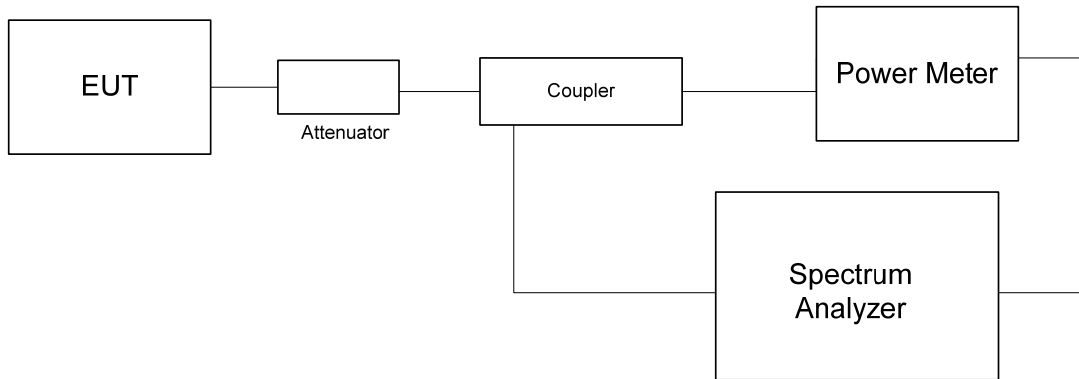 EUT
Attenuator
Coupler
Power Meter
Spectrum
Analyzer